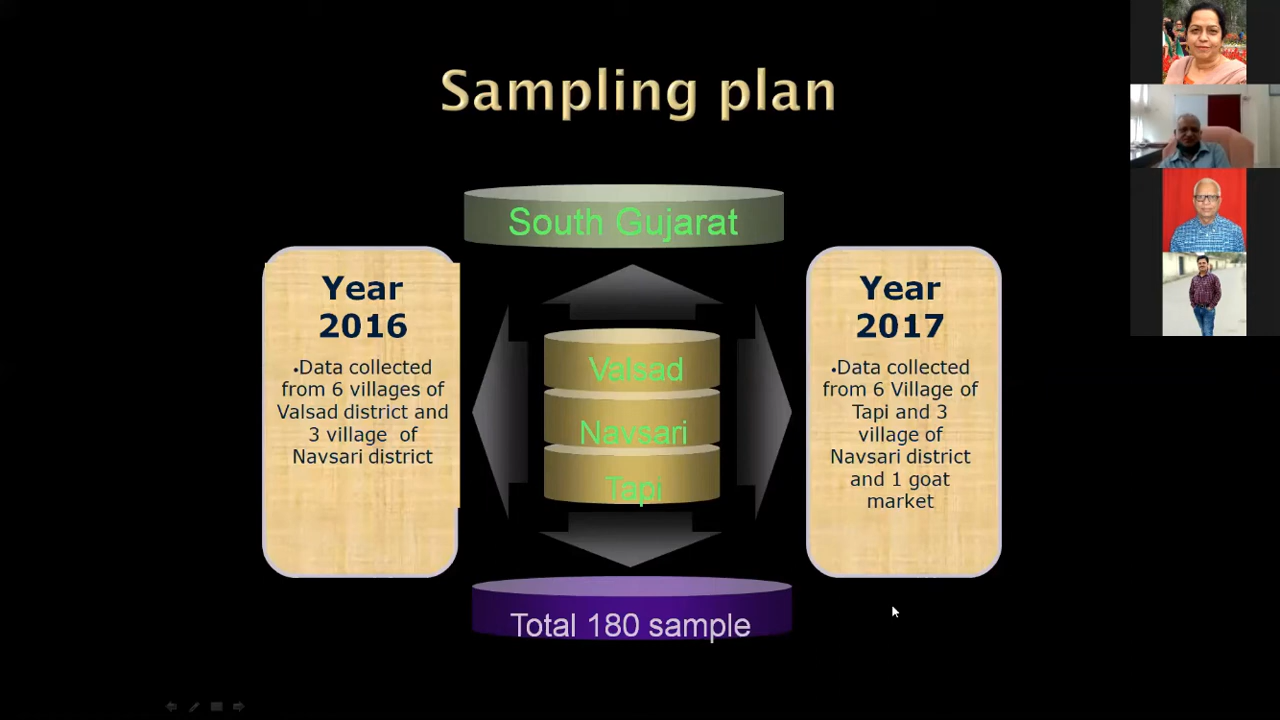 Sampling plan
South Gujarat
Year
2016
•Data collected
from 6 villages of
Valsad district and
3 village of
Navsari district
Valsad
Navsari
Tapi
Year
2017
•Data collected
from 6 Village of
Tapi and 3
village of
Navsari district
and 1 goat
market
Total 180 sample